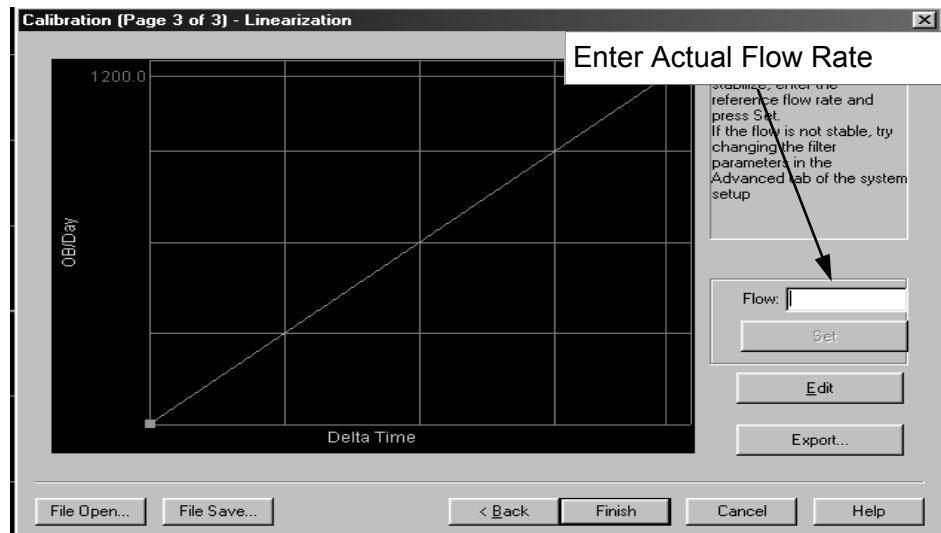 Calibration (Page 3 of 3) - Linearization
Enter Actual Flow Rate
1200.0
stabilize, enter the
reference flow rate and
press Set.
If the flow is not stable, try
changing the filter
parameters in the
Advanced tab of the system
setup
OB/Day
Flow:
Set
Edit
Delta Time
Export...
File Open...
File Save...
< Back
Finish
Cancel
Help